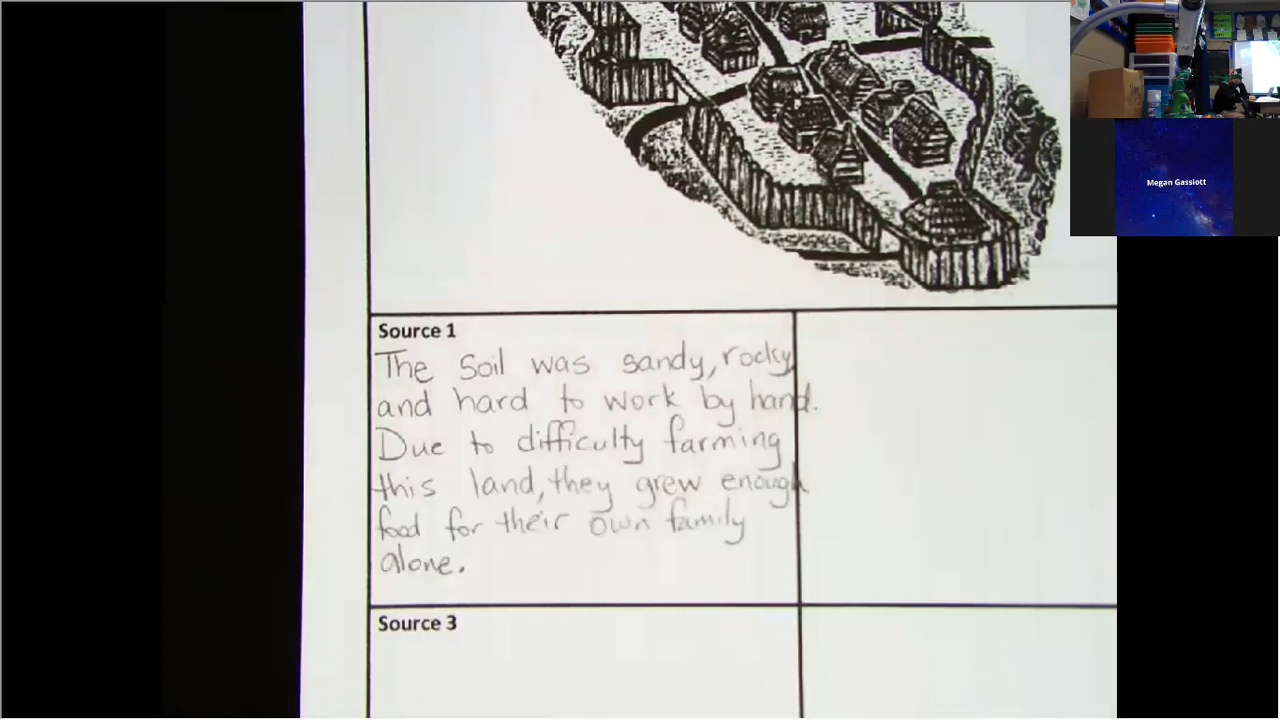 Megan Gassiott
Source 1
The Soil was sandy, rocky
and hard to work by hand.
Due to difficulty farming
this land, they grew enough
food for their own family
alone.
Source 3